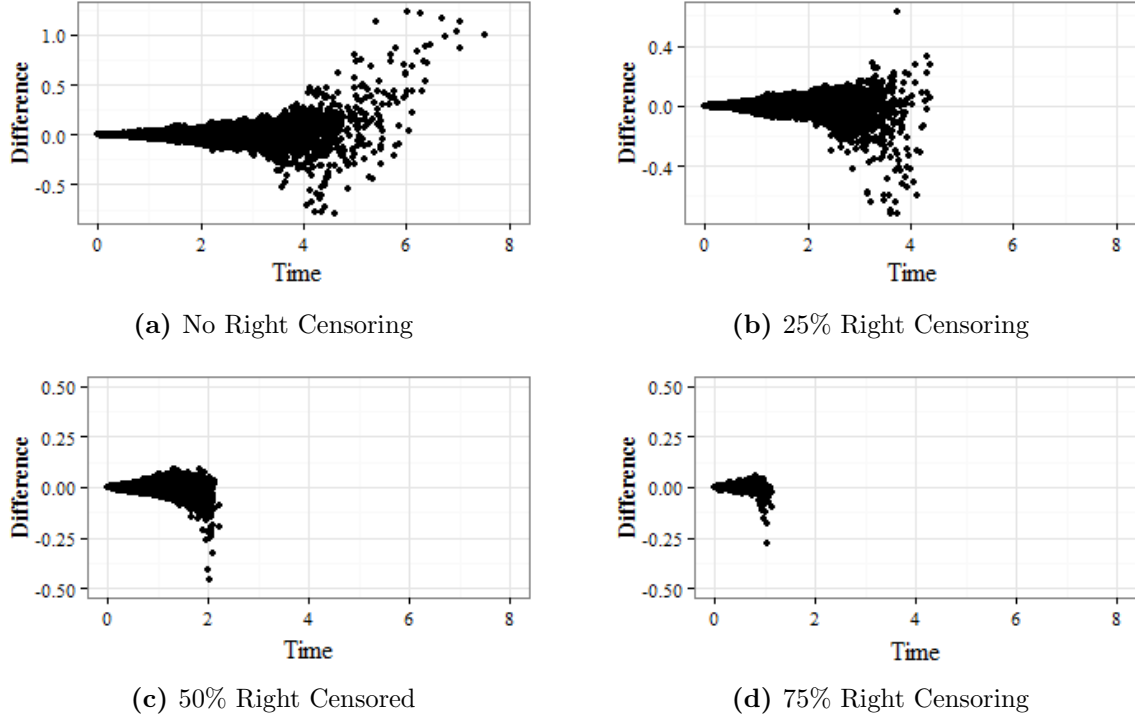 1.0
0.5
0.0
-0.5
Difference
0 2 4 6 8
Time
(a) No Right Censoring
0.4
0.0
-0.4
Difference
0 2 4 6 8
Time
(b) 25% Right Censoring
0.50
0.25
0.00
-0.25
-0.50
Difference
0 2 4 6 8
Time
(c) 50% Right Censored
0.50
0.25
0.00
-0.25
-0.50
Difference
0 2 4 6 8
Time
(d) 75% Right Censoring